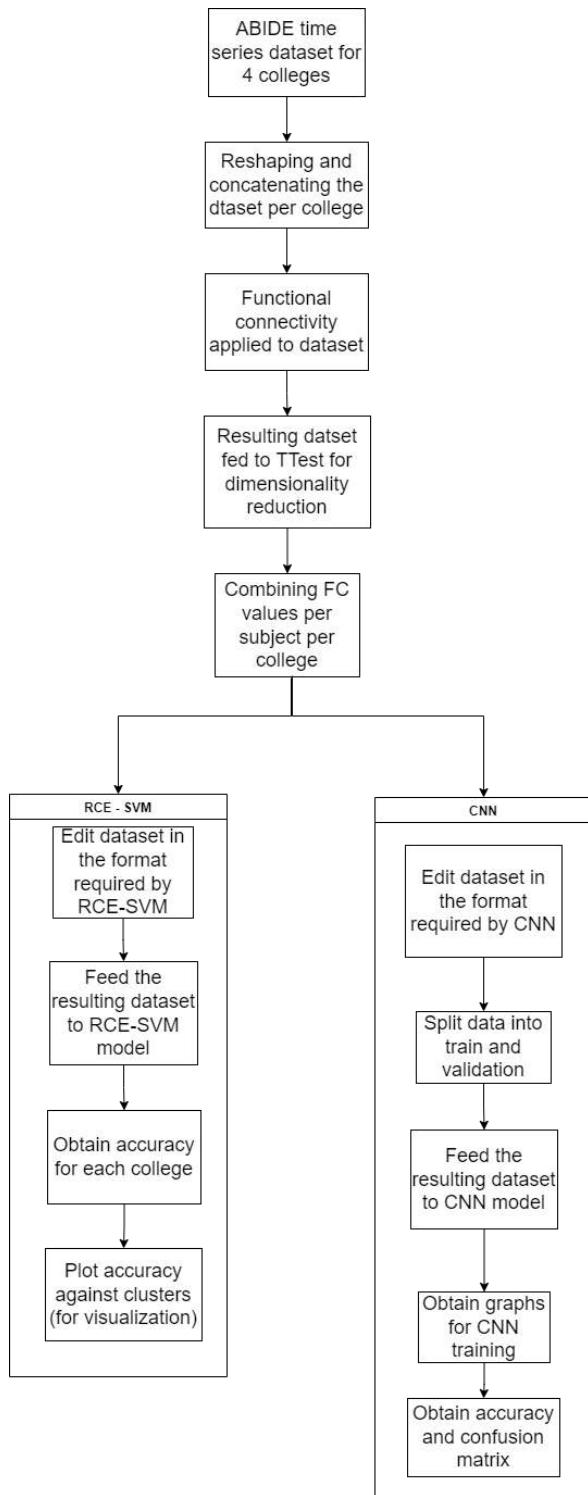 ABIDE time
series dataset for
4 colleges
Reshaping and
concatenating the
dtaset per college
Functional
connectivity
applied to dataset
Resulting datset
fed to TTest for
dimensionality
reduction
Combining FC
values per
subject per
college
RCE - SVM
Edit dataset in
the format
required by
RCE-SVM
Feed the
resulting dataset
to RCE-SVM
model
Obtain accuracy
for each college
Plot accuracy
against clusters
(for visualization)
CNN
Edit dataset in
the format
required by CNN
Split data into
train and
validation
Feed the
resulting dataset
to CNN model
Obtain graphs
for CNN
training
Obtain accuracy
and confusion
matrix